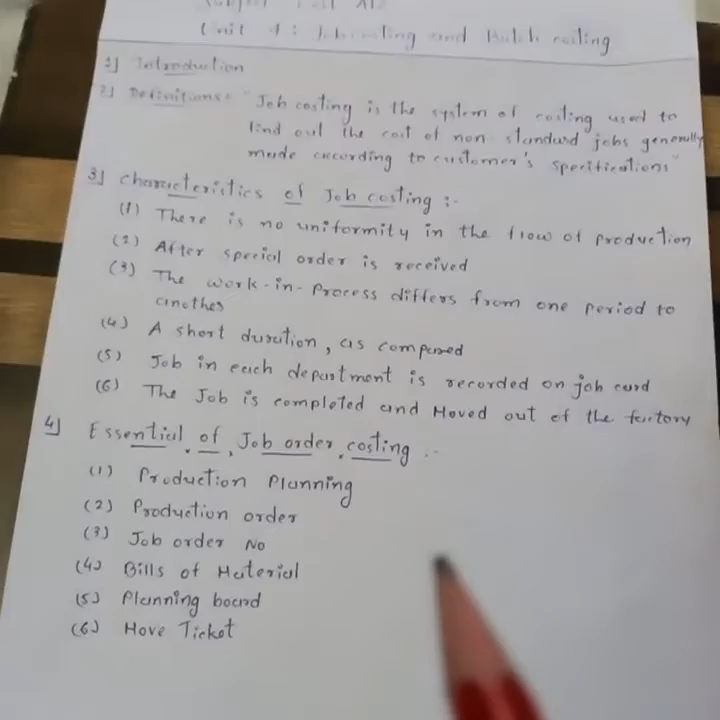 Subject
Unit 1: Job costing and Batch costing
1] Introduction
2] Definitions:- "Job costing is the system of costing used to
find out the cost of non-standard jobs generally
made according to customer's specifications"
3] Characteristics of Job costing :-
(1) There is no uniformity in the flow of production
(2) After special order is received
(3) The work-in-process differs from one period to
another
(4) A short duration, as compared
(5) Job in each department is recorded on job card
(6) The Job is completed and Moved out of the factory
4] Essential of Job order costing :-
(1) Production Planning
(2) Production order
(3) Job order No
(4) Bills of Material
(5) Planning board
(6) Move Ticket